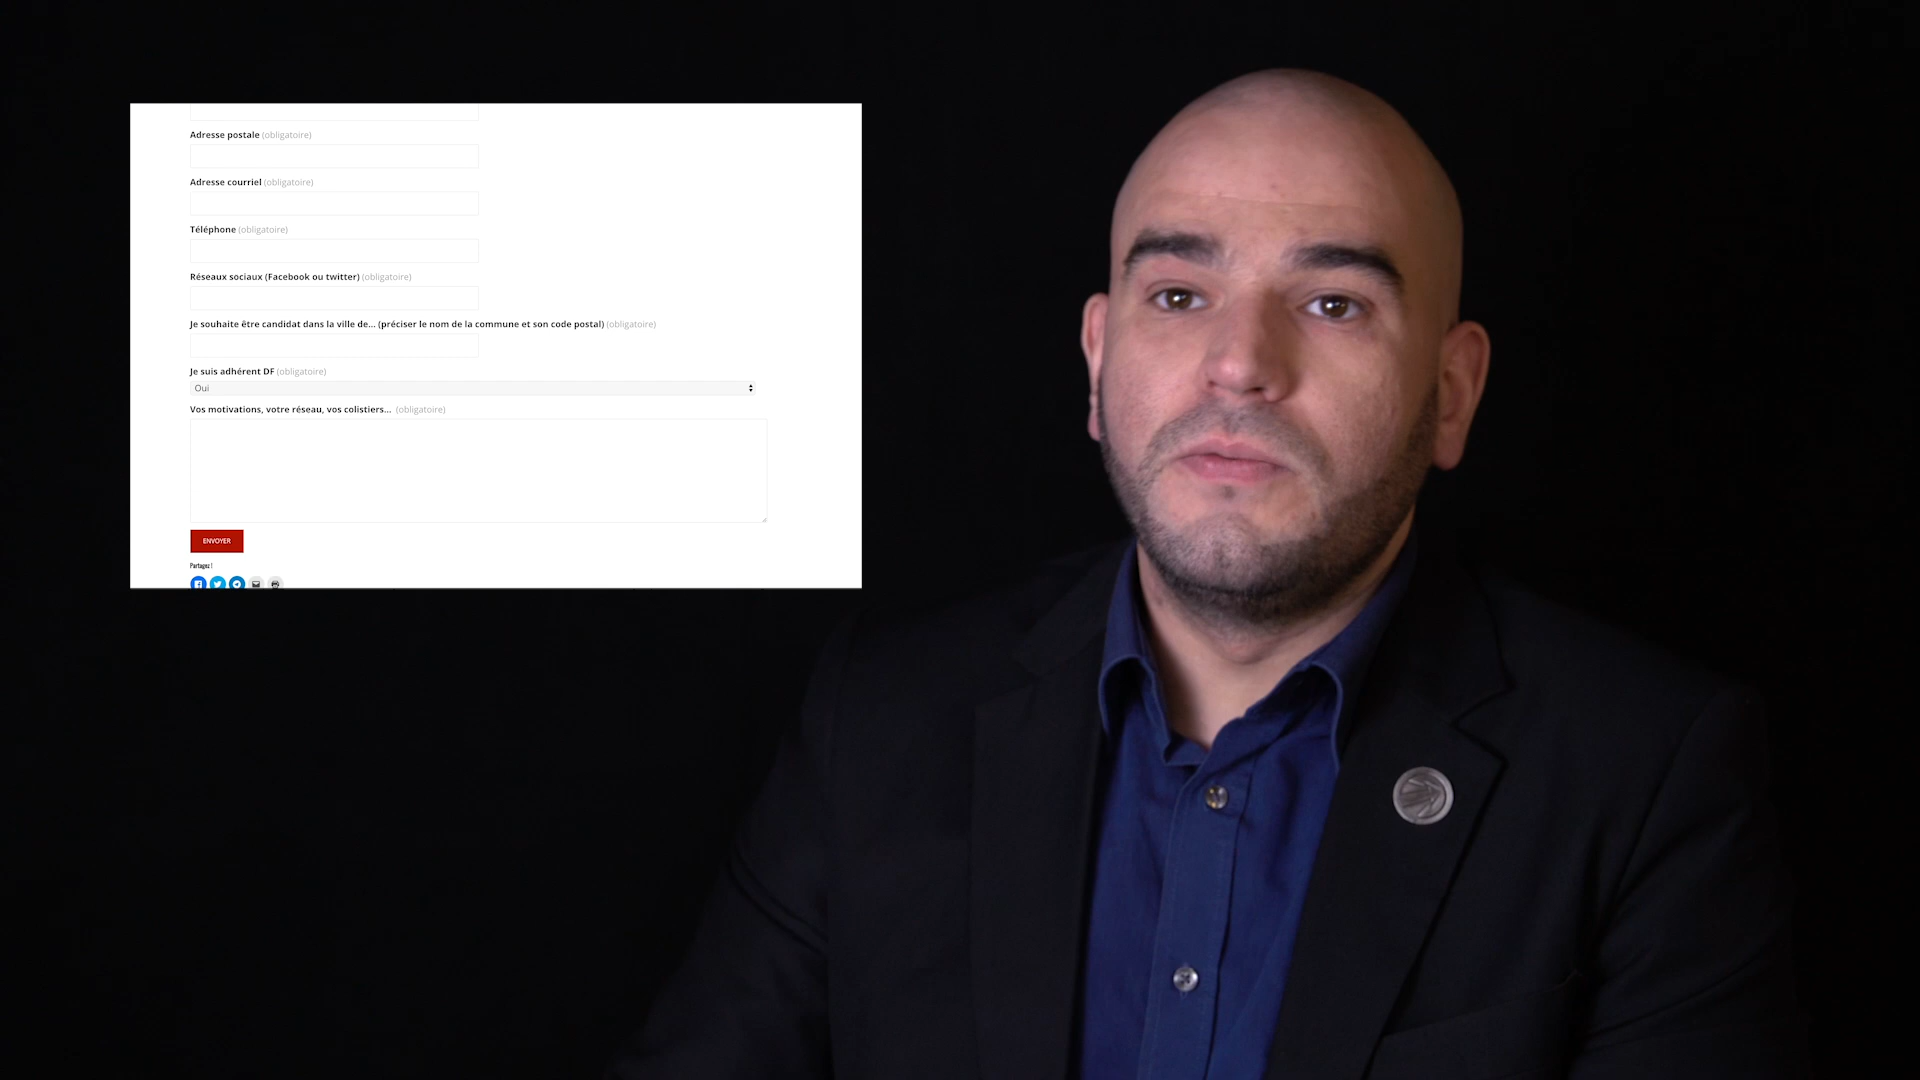 Adresse postale (obligatoire)
Adresse courriel (obligatoire)
Téléphone (obligatoire)
Réseaux sociaux (Facebook ou twitter) (obligatoire)
Je souhaite être candidat dans la ville de... (préciser le nom de la commune et son code postal) (obligatoire)
Je suis adhérent DF (obligatoire)
Oui
Vos motivations, votre réseau, vos colistiers... (obligatoire)
ENVOYER
Partagez !